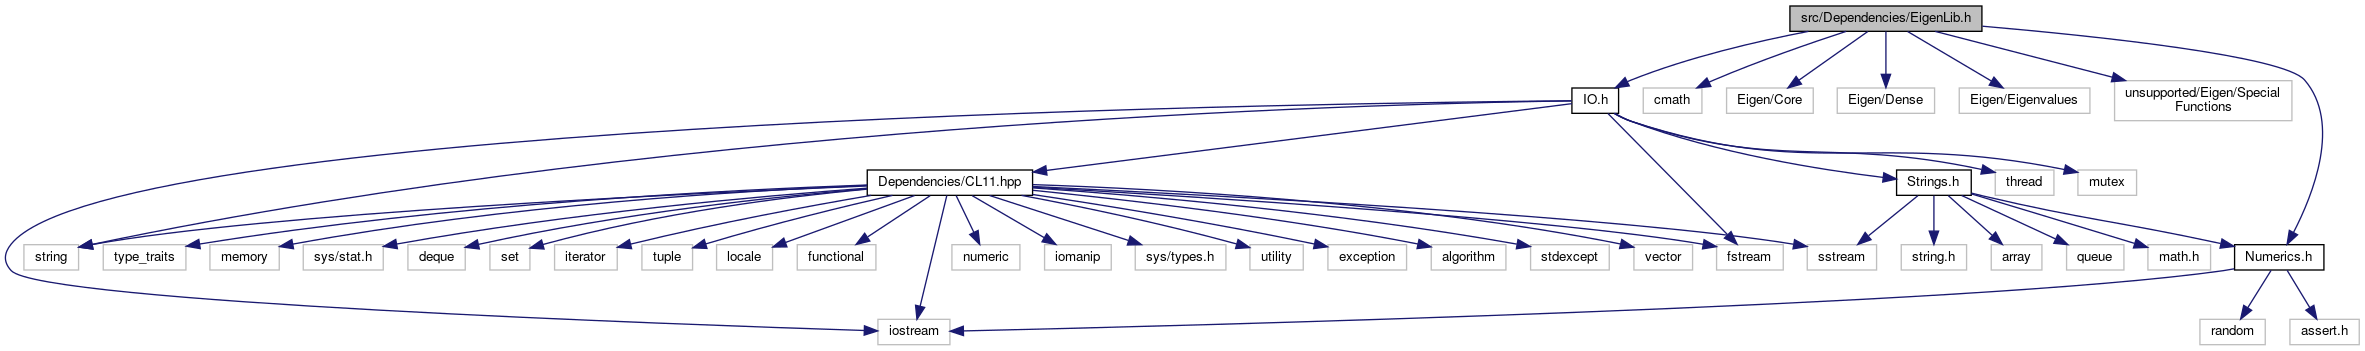 src/Dependencies/EigenLib.h
IO.h
cmath
Eigen/Core
Eigen/Dense
Eigen/Eigenvalues
unsupported/Eigen/Special
Functions
Dependencies/CL11.hpp
Strings.h
thread
mutex
string
type_traits
memory
sys/stat.h
deque
set
iterator
tuple
locale
functional
numeric
iomanip
sys/types.h
utility
exception
algorithm
stdexcept
vector
fstream
sstream
string.h
array
queue
math.h
Numerics.h
iostream
random
assert.h